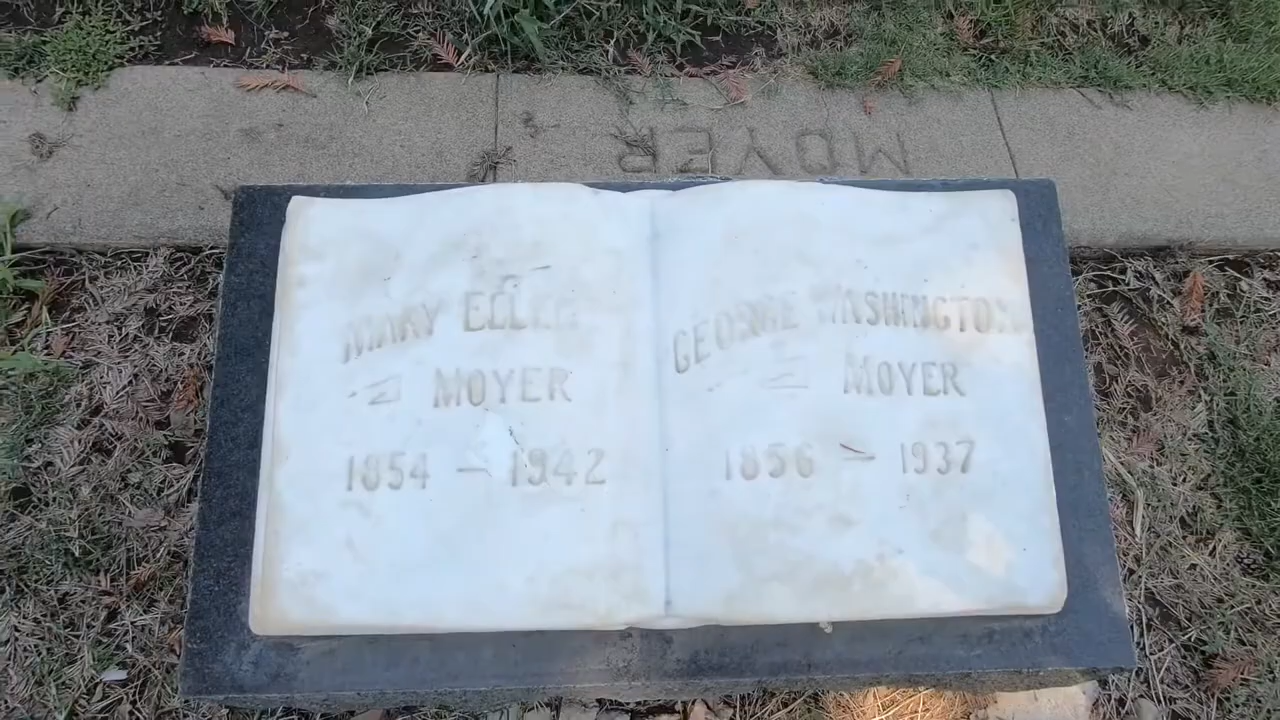 MOYER
MARY ELLEN
MOYER
1854 — 1942
GEORGE WASHINGTON
MOYER
1856 — 1937